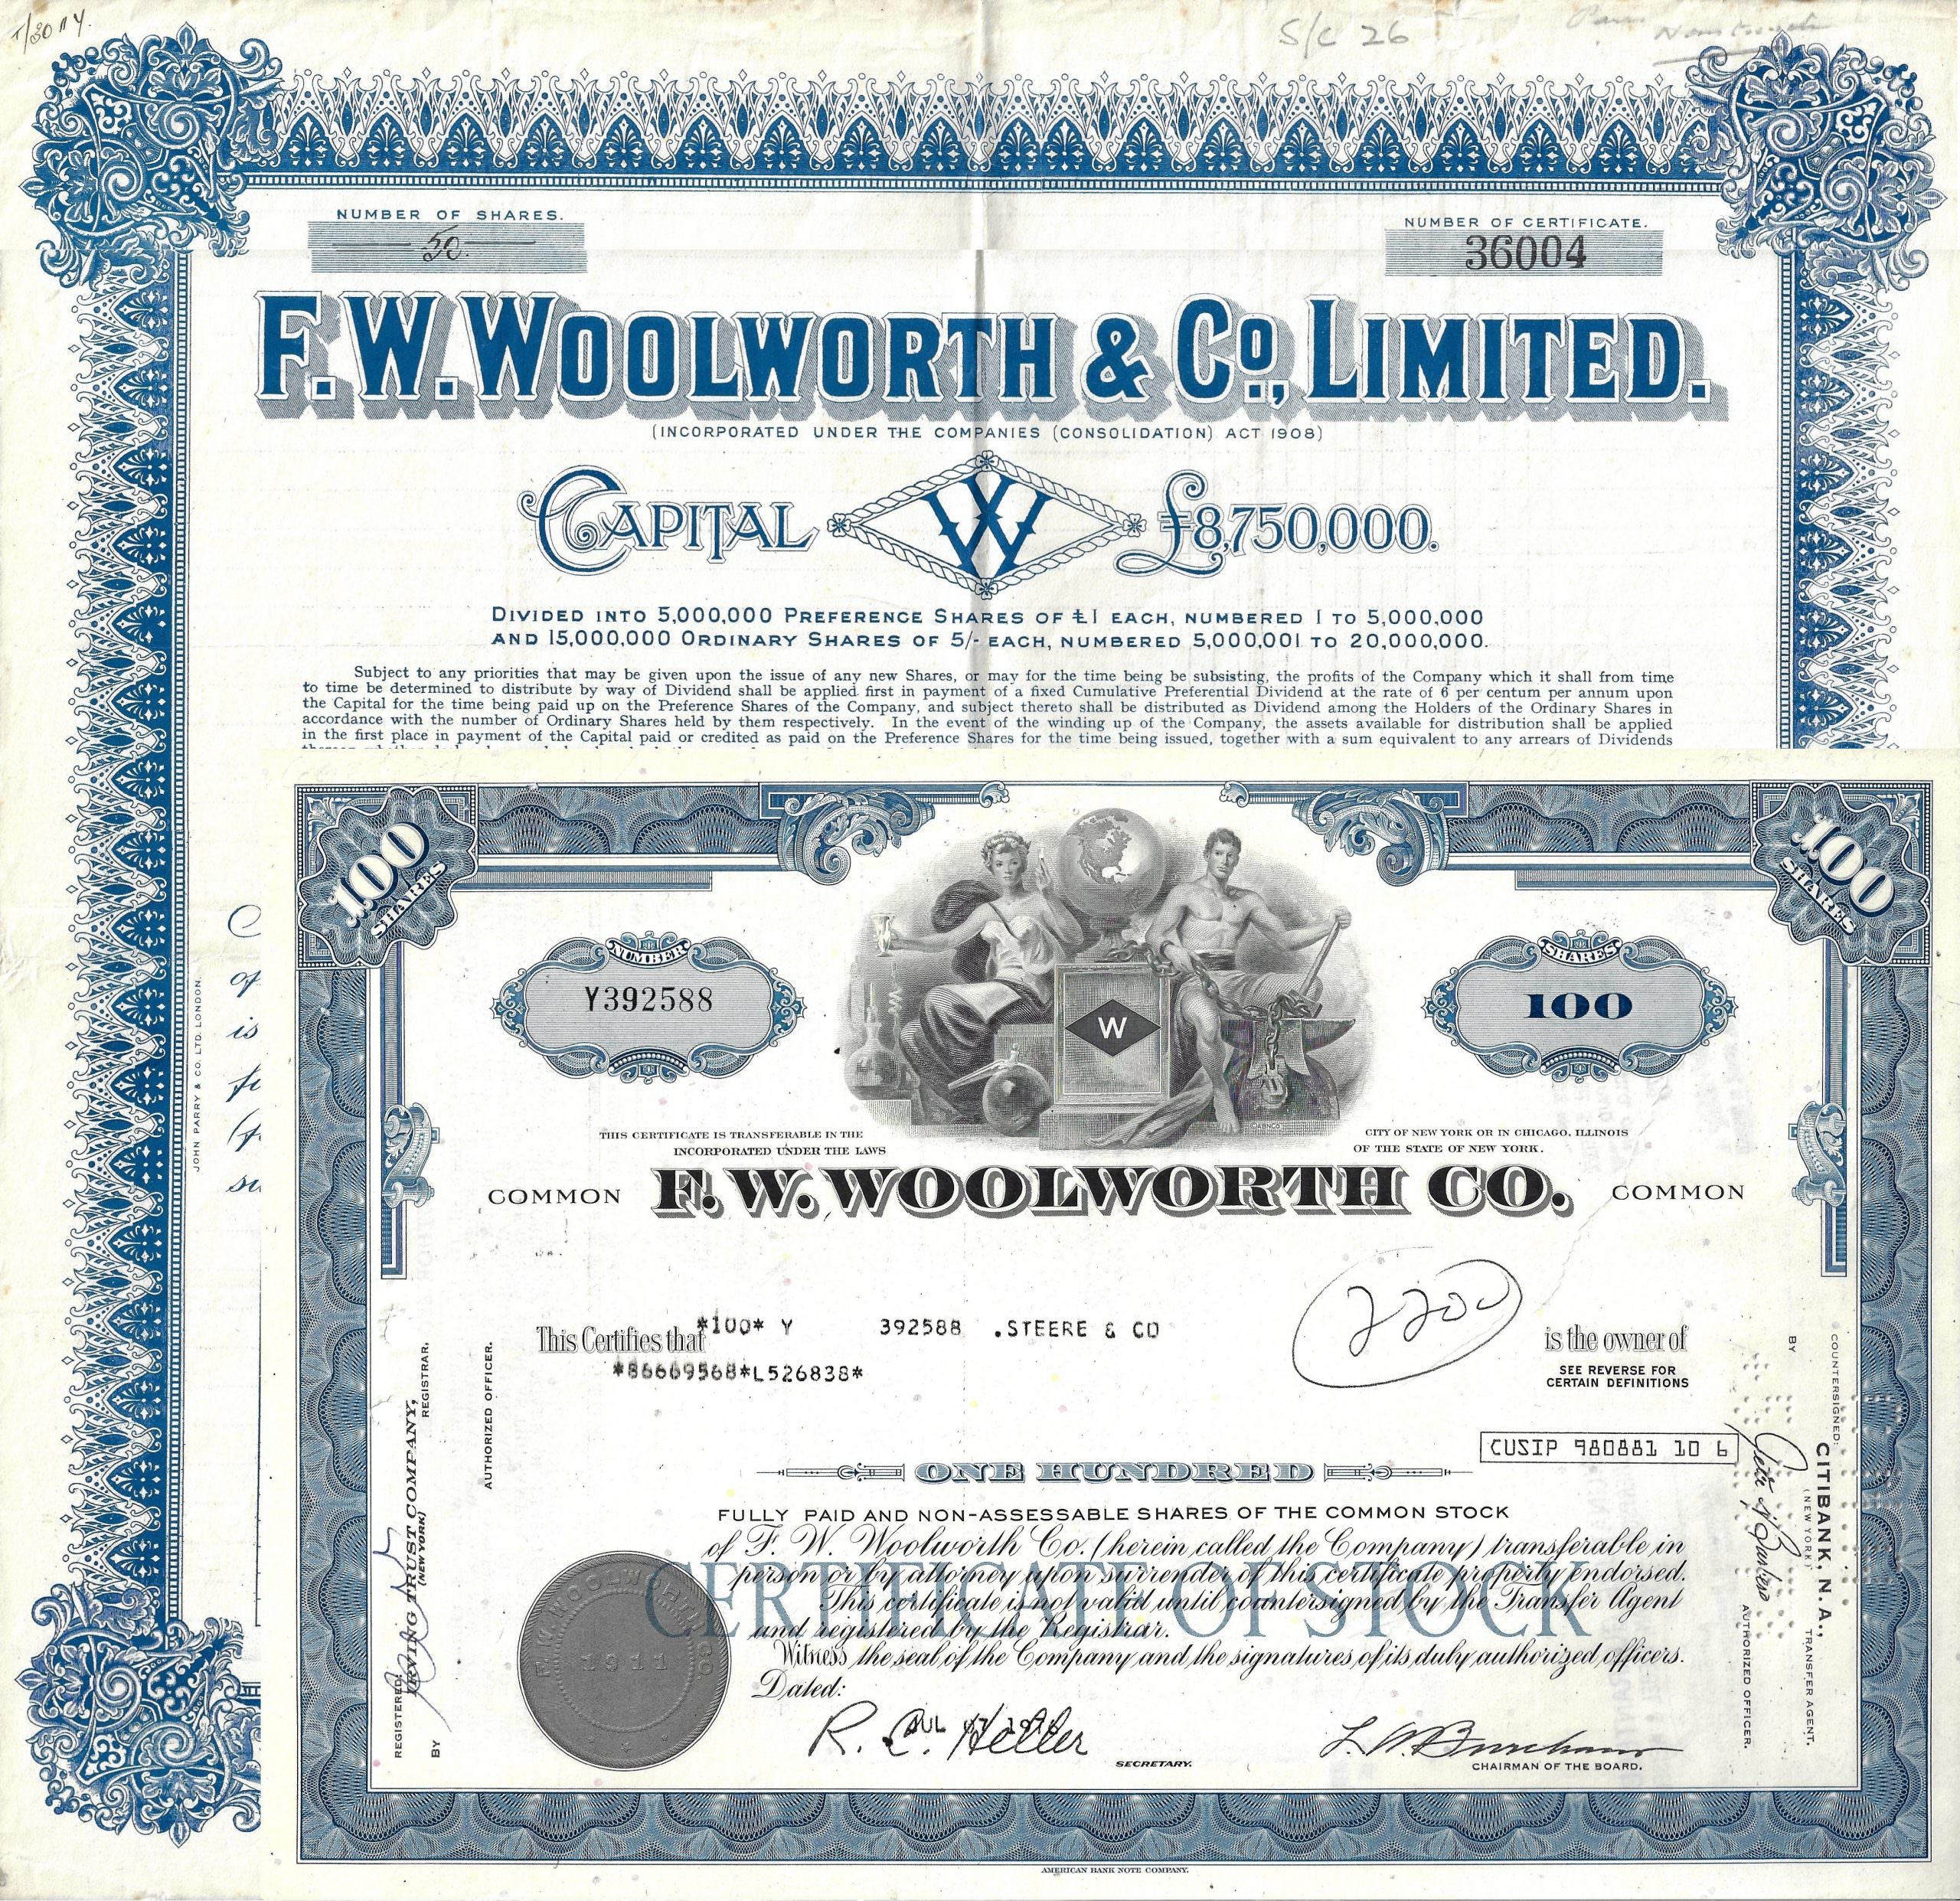 T/30 MY.
S/C 26
NUMBER OF SHARES.
50
NUMBER OF CERTIFICATE.
36004
F. W. WOOLWORTH & CO., LIMITED.
(INCORPORATED UNDER THE COMPANIES (CONSOLIDATION) ACT 1908)
CAPITAL W £8,750,000.
DIVIDED INTO 5,000,000 PREFERENCE SHARES OF £1 EACH, NUMBERED 1 TO 5,000,000
AND 15,000,000 ORDINARY SHARES OF 5/- EACH, NUMBERED 5,000,001 TO 20,000,000.
Subject to any priorities that may be given upon the issue of any new Shares, or may for the time being be subsisting, the profits of the Company which it shall from time
to time be determined to distribute by way of Dividend shall be applied first in payment of a fixed Cumulative Preferential Dividend at the rate of 6 per centum per annum upon
the Capital for the time being paid up on the Preference Shares of the Company, and subject thereto shall be distributed as Dividend among the Holders of the Ordinary Shares in
accordance with the number of Ordinary Shares held by them respectively. In the event of the winding up of the Company, the assets available for distribution shall be applied
in the first place in payment of the Capital paid or credited as paid on the Preference Shares for the time being issued, together with a sum equivalent to any arrears of Dividends
of
is
JOHN PARRY & CO. LTD. LONDON.
100 SHARES
100 SHARES
NUMBER
Y392588
W
SHARES
100
THIS CERTIFICATE IS TRANSFERABLE IN THE CITY OF NEW YORK OR IN CHICAGO, ILLINOIS
INCORPORATED UNDER THE LAWS OF THE STATE OF NEW YORK.
COMMON F. W. WOOLWORTH CO. COMMON
This Certifies that *100* Y 392588 .STEERE & CO
*86669568*L526838*
2200
is the owner of
SEE REVERSE FOR
CERTAIN DEFINITIONS
CUSIP 980881 10 6
ONE HUNDRED
FULLY PAID AND NON-ASSESSABLE SHARES OF THE COMMON STOCK
of F. W. Woolworth Co. (herein called the Company) transferable in
person or by attorney upon surrender of this certificate properly endorsed.
This certificate is not valid until countersigned by the Transfer Agent
and registered by the Registrar.
Witness the seal of the Company and the signatures of its duly authorized officers.
Dated:
CERTIFICATE OF STOCK
F. W. WOOLWORTH CO.
1911
R. C. Heller
SECRETARY.
CHAIRMAN OF THE BOARD.
REGISTERED:
IRVING TRUST COMPANY,
(NEW YORK)
REGISTRAR.
BY
AUTHORIZED OFFICER.
COUNTERSIGNED:
CITIBANK, N. A.,
(NEW YORK)
TRANSFER AGENT.
BY
AUTHORIZED OFFICER.
AMERICAN BANK NOTE COMPANY.